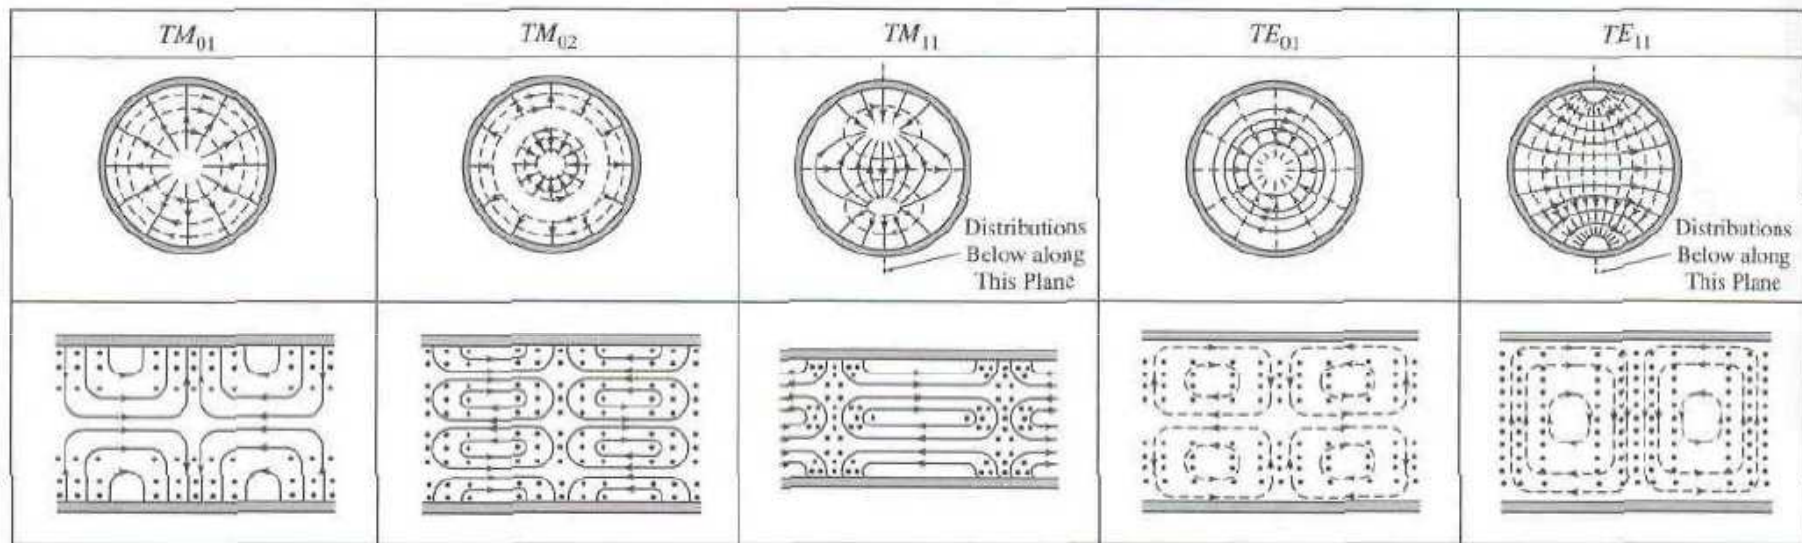 TM₀₁ TM₀₂ TM₁₁ TE₀₁ TE₁₁
Distributions
Below along
This Plane
Distributions
Below along
This Plane